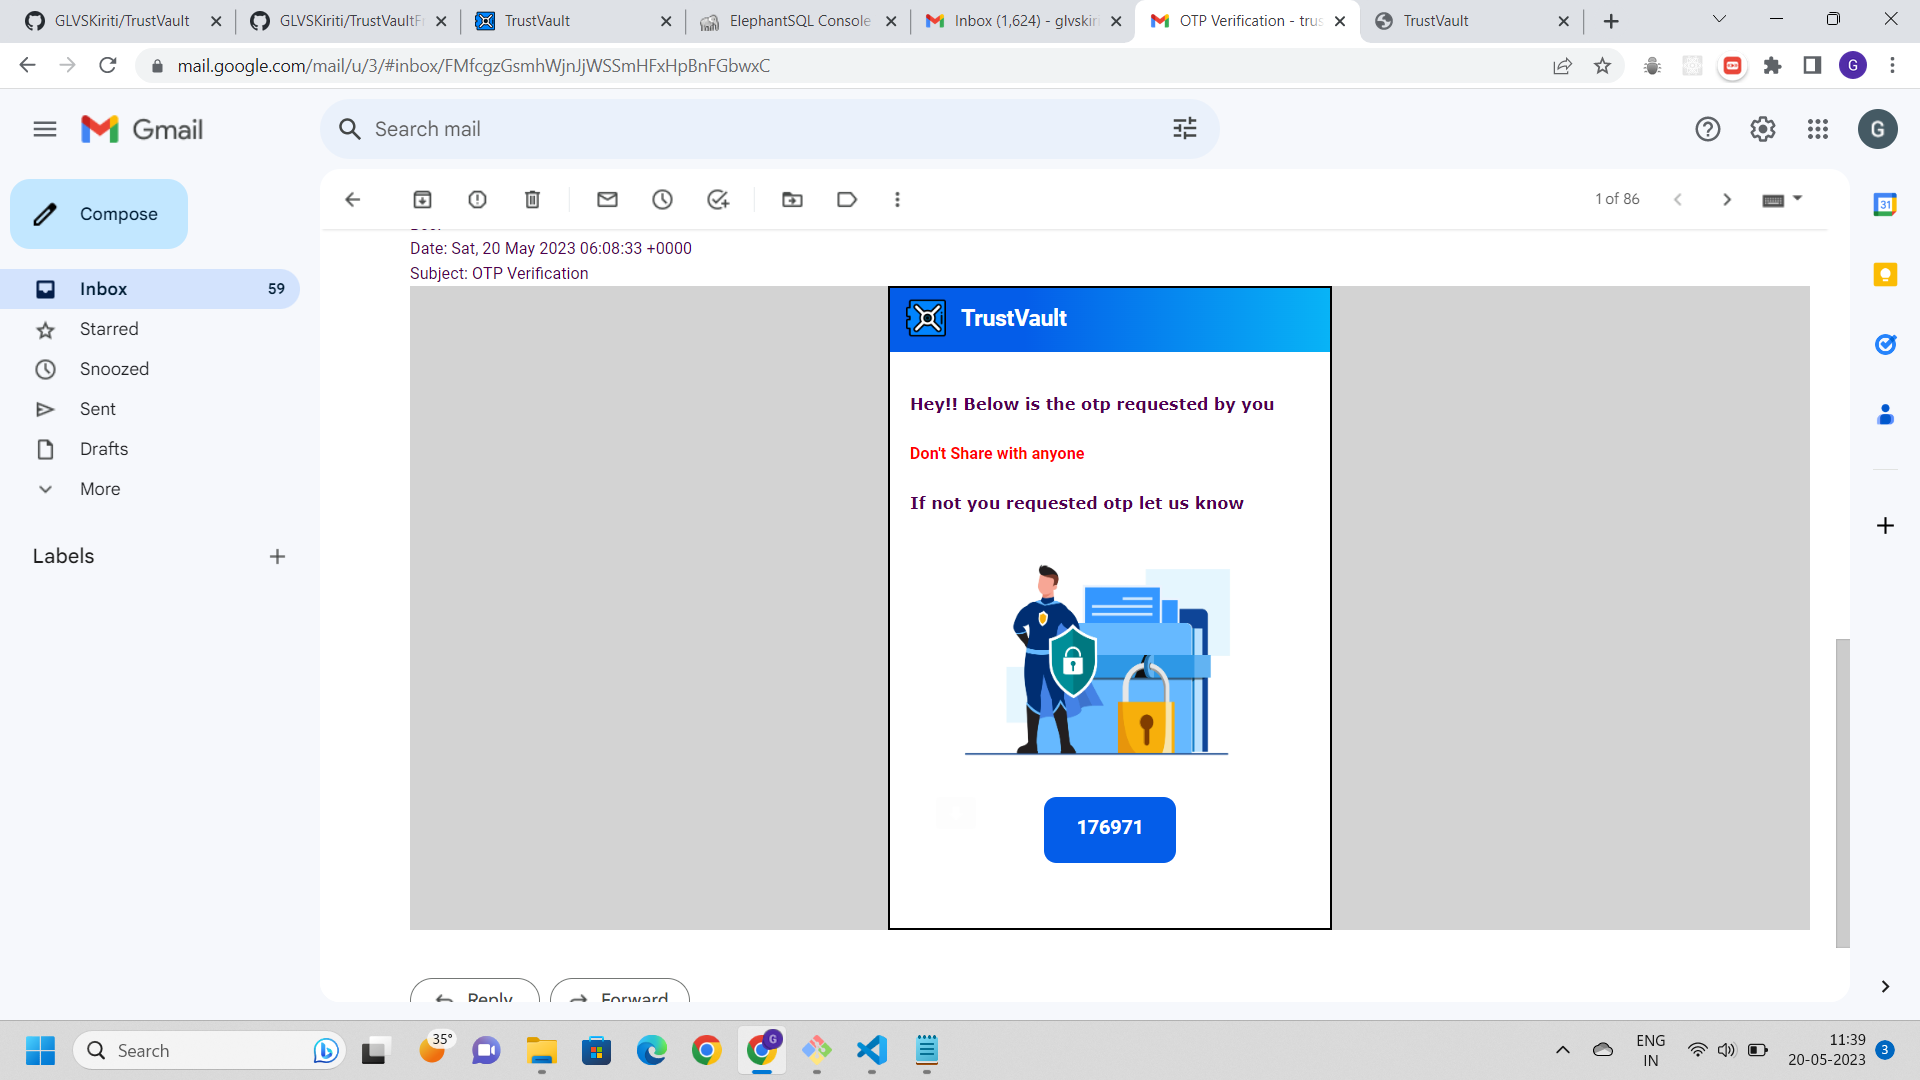 GLVSKiriti/TrustVault
GLVSKiriti/TrustVaultFr
TrustVault
ElephantSQL Console
Inbox (1,624) - glvskiri
OTP Verification - trus
TrustVault
mail.google.com/mail/u/3/#inbox/FMfcgzGsmhWjnJjWSSmHFxHpBnFGbwxC
G
Gmail
Search mail
G
Compose
1 of 86
31
Date: Sat, 20 May 2023 06:08:33 +0000
Subject: OTP Verification
Inbox
59
Starred
Snoozed
Sent
Drafts
More
Labels
TrustVault
Hey!! Below is the otp requested by you
Don't Share with anyone
If not you requested otp let us know
176971
Reply
Forward
Search
35°
G
ENG
IN
11:39
20-05-2023
3